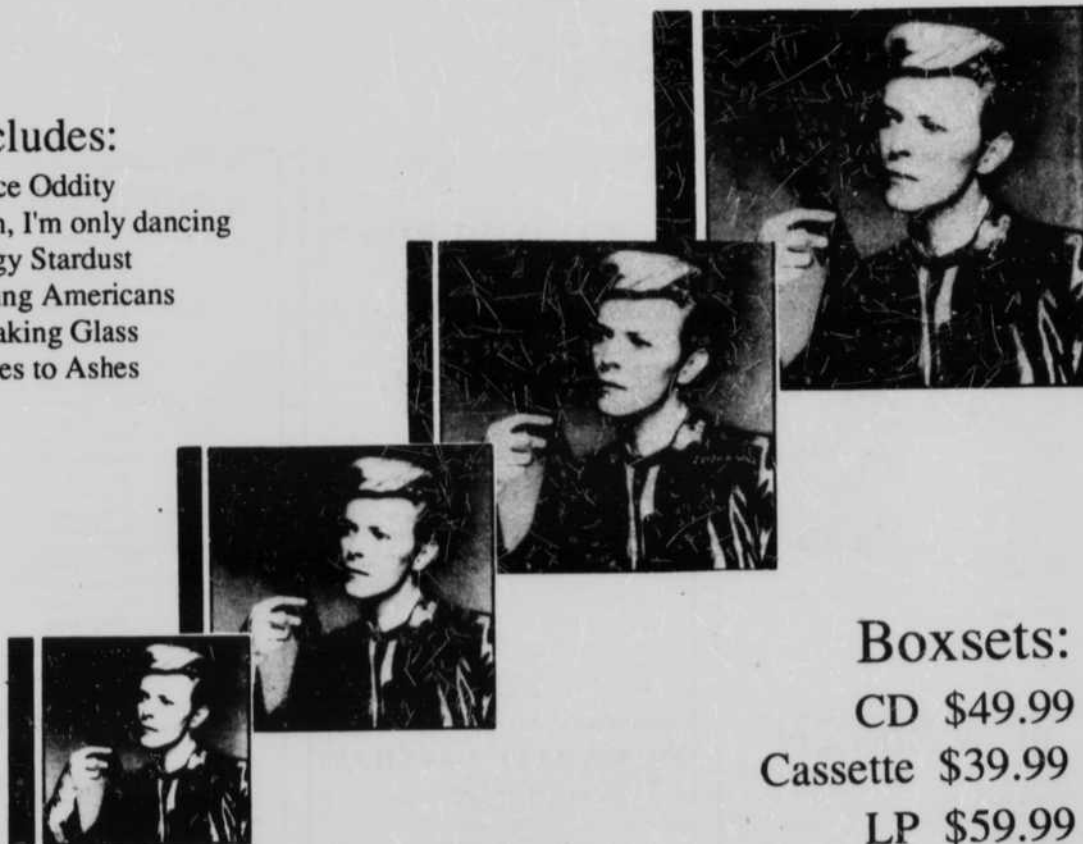 cludes:
ce Oddity
n, I'm only dancing
gy Stardust
ng Americans
aking Glass
es to Ashes
Boxsets:
CD $49.99
Cassette $39.99
LP $59.99